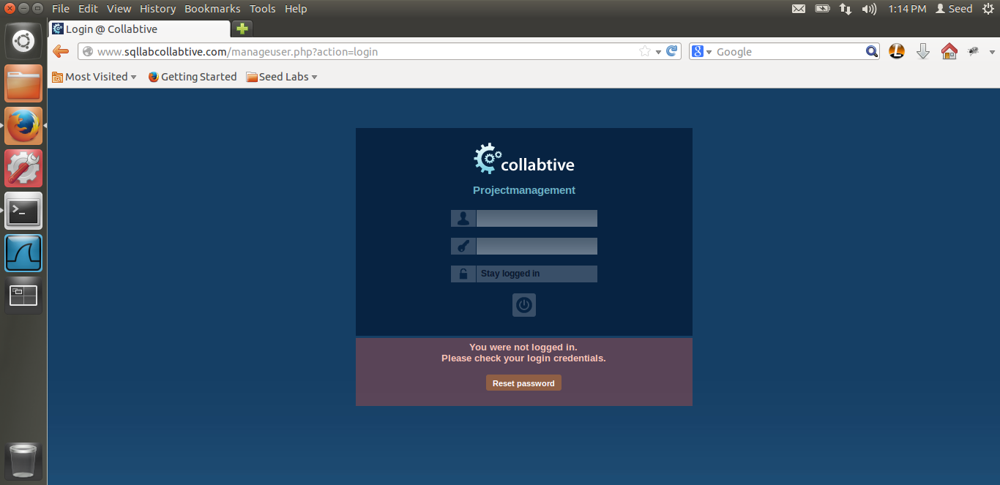 File Edit View History Bookmarks Tools Help 1:14 PM Seed
Login @ Collabtive
www.sqllabcollabtive.com/manageuser.php?action=login 8 Google
Most Visited Getting Started Seed Labs
collabtive
Projectmanagement
Stay logged in
You were not logged in.
Please check your login credentials.
Reset password